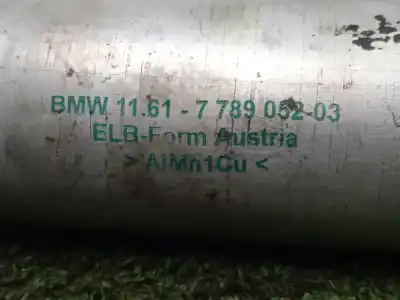 BMW 11.61 - 7 789 052-03
ELB-Form Austria
> AlMn1Cu <